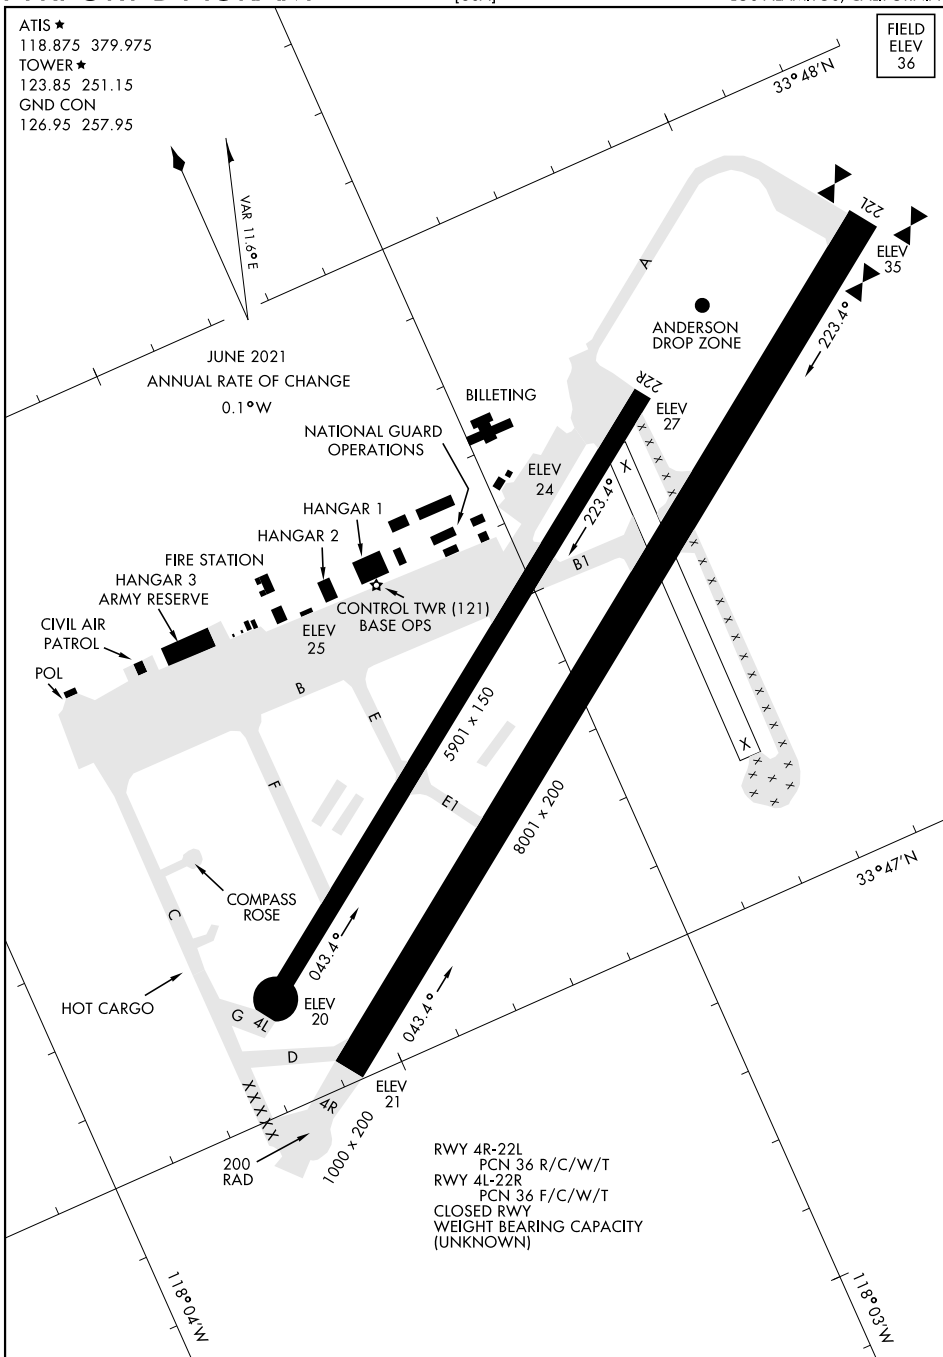 ATIS ★
118.875 379.975
TOWER ★
123.85 251.15
GND CON
126.95 257.95
FIELD
ELEV
36
33°48'N
VAR 11.6°E
JUNE 2021
ANNUAL RATE OF CHANGE
0.1°W
22L
ELEV
35
A
223.4°
ANDERSON
DROP ZONE
22R
ELEV
27
BILLETING
NATIONAL GUARD
OPERATIONS
ELEV
24
X
223.4°
HANGAR 1
HANGAR 2
FIRE STATION
HANGAR 3
ARMY RESERVE
B1
CONTROL TWR (121)
BASE OPS
ELEV
25
CIVIL AIR
PATROL
POL
B
E
5901 x 150
F
E1
8001 x 200
X
33°47'N
COMPASS
ROSE
C
043.4°
HOT CARGO
ELEV
20
G
4L
043.4°
D
ELEV
21
XXXXX
4R
1000 x 200
200
RAD
RWY 4R-22L
PCN 36 R/C/W/T
RWY 4L-22R
PCN 36 F/C/W/T
CLOSED RWY
WEIGHT BEARING CAPACITY
(UNKNOWN)
118°04'W
118°03'W